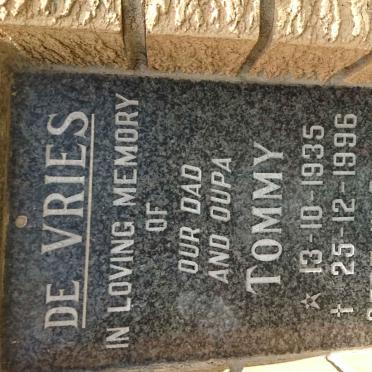 DE VRIES
IN LOVING MEMORY
OF
OUR DAD
AND OUPA
TOMMY
☆ 13-10-1935
† 25-12-1996